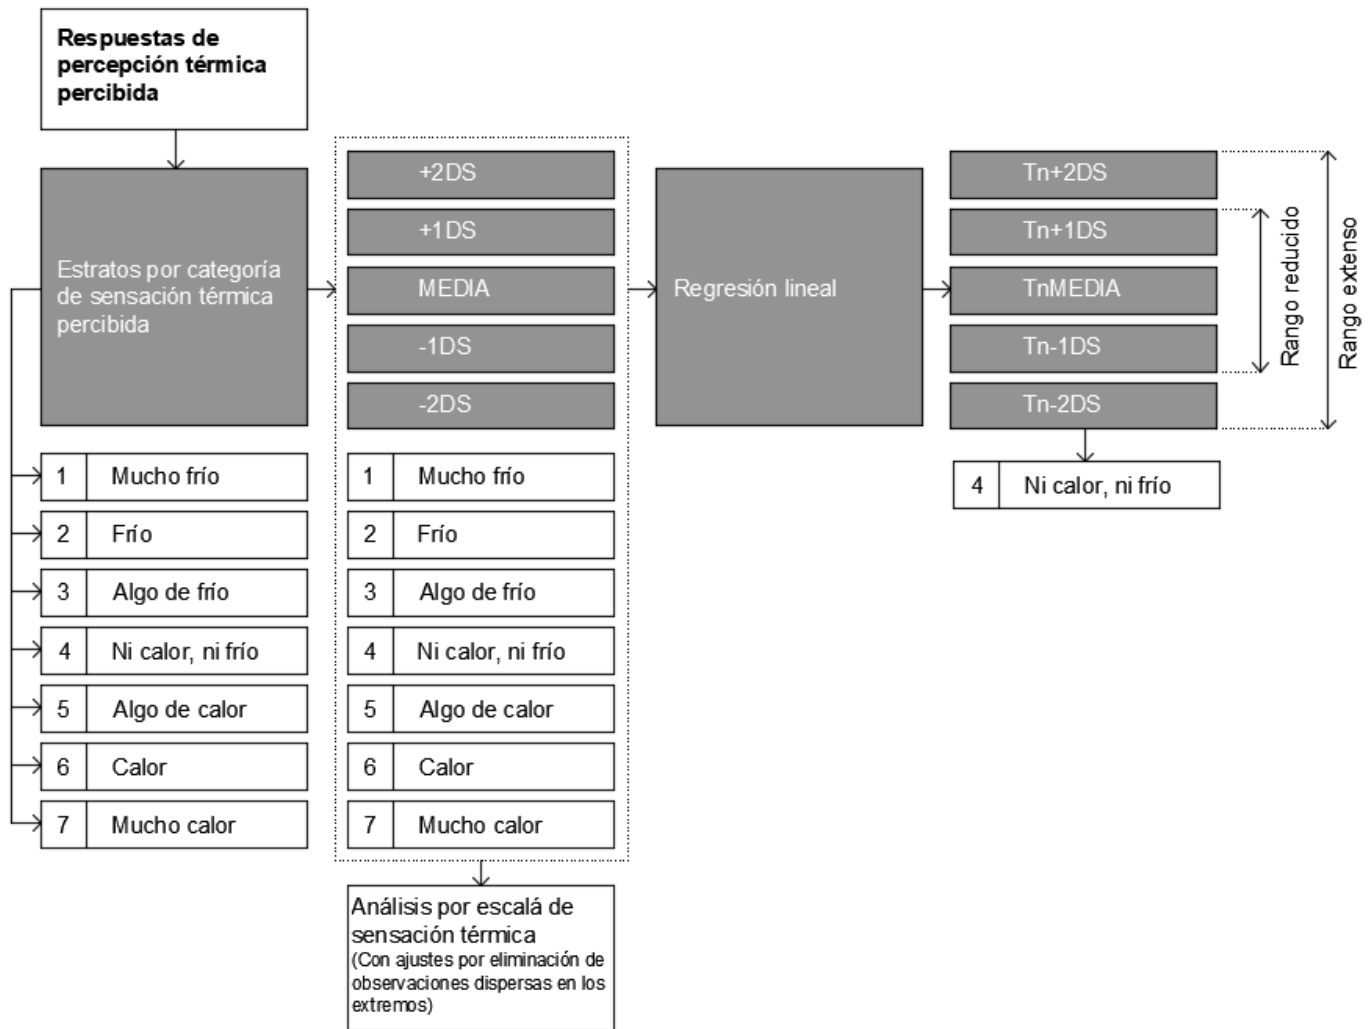 Respuestas de
percepción térmica
percibida
Estratos por categoría
de sensación térmica
percibida
1 Mucho frío
2 Frío
3 Algo de frío
4 Ni calor, ni frío
5 Algo de calor
6 Calor
7 Mucho calor
+2DS
+1DS
MEDIA
-1DS
-2DS
1 Mucho frío
2 Frío
3 Algo de frío
4 Ni calor, ni frío
5 Algo de calor
6 Calor
7 Mucho calor
Análisis por escalá de
sensación térmica
(Con ajustes por eliminación de
observaciones dispersas en los
extremos)
Regresión lineal
Tn+2DS
Tn+1DS
TnMEDIA
Tn-1DS
Tn-2DS
4 Ni calor, ni frío
Rango reducido
Rango extenso